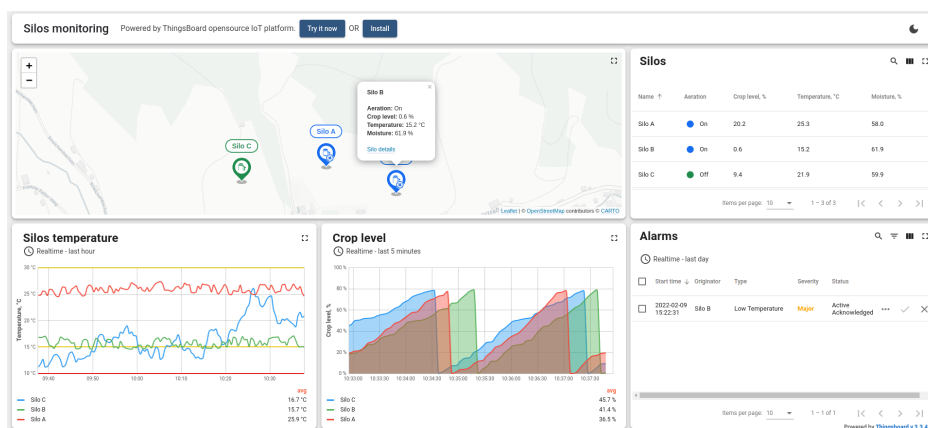 Silos monitoring Powered by ThingsBoard opensource IoT platform. Try it now OR Install
+
−
Silo B
Aeration: On
Crop level: 0.6 %
Temperature: 15.2 °C
Moisture: 61.9 %
Silo details
Silo A
Silo C
Leaflet | © OpenStreetMap contributors © CARTO
Silos
Name ↑ Aeration Crop level, % Temperature, °C Moisture, %
Silo A On 20.2 25.3 58.0
Silo B On 0.6 15.2 61.9
Silo C Off 9.4 21.9 59.9
Items per page: 10 1 – 3 of 3
Silos temperature
Realtime - last hour
Temperature, °C
30 °C
25 °C
20 °C
15 °C
10 °C
09:40 09:50 10:00 10:10 10:20 10:30
avg
Silo C 16.7 °C
Silo B 15.7 °C
Silo A 25.9 °C
Crop level
Realtime - last 5 minutes
Crop level, %
100 %
80 %
60 %
40 %
20 %
0 %
10:33:00 10:33:30 10:34:00 10:34:30 10:35:00 10:35:30 10:36:00 10:36:30 10:37:00 10:37:30
avg
Silo C 45.7 %
Silo B 41.4 %
Silo A 36.5 %
Alarms
Realtime - last day
Start time ↓ Originator Type Severity Status
2022-02-09 15:22:31 Silo B Low Temperature Major Active Acknowledged
Items per page: 10 1 – 1 of 1
Powered by Thingsboard v.3.3.4